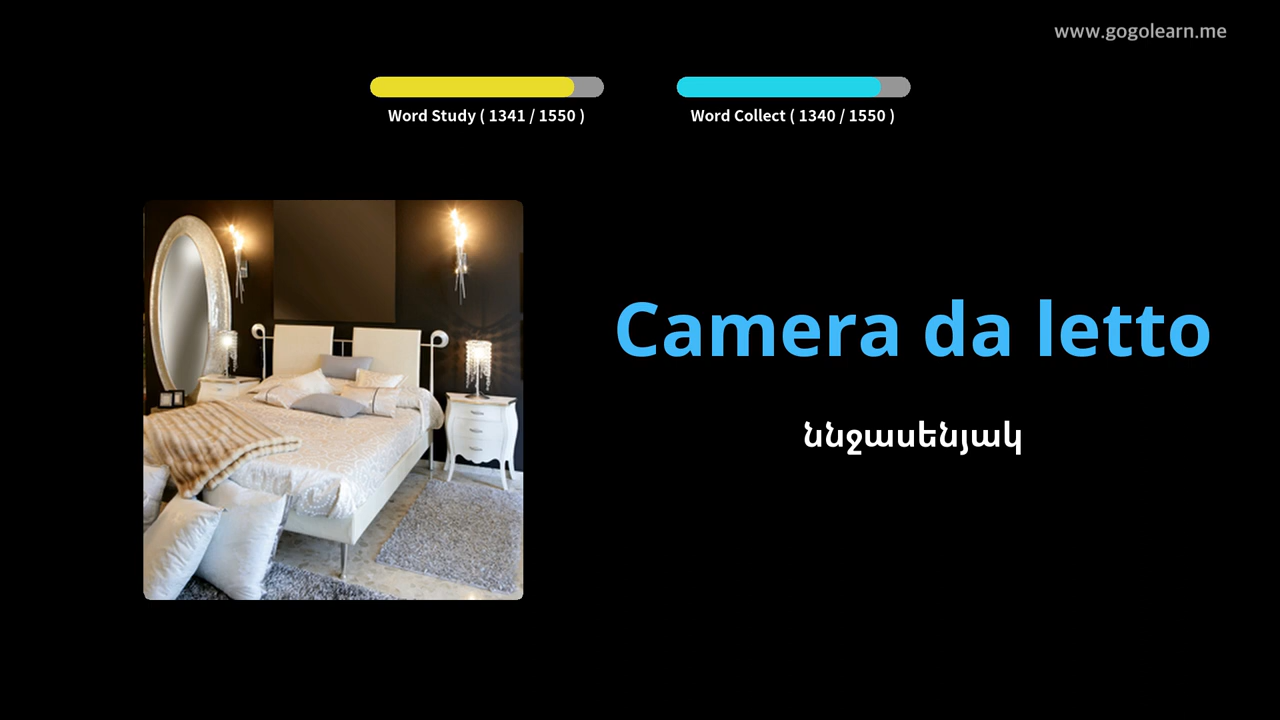 www.gogolearn.me
Word Study ( 1341 / 1550 )
Word Collect ( 1340 / 1550 )
Camera da letto
ննջասենյակ